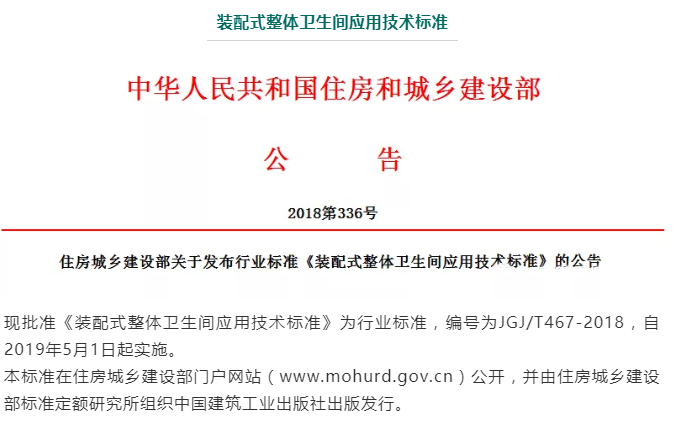 装配式整体卫生间应用技术标准
中华人民共和国住房和城乡建设部
公 告
2018第336号
住房城乡建设部关于发布行业标准《装配式整体卫生间应用技术标准》的公告
现批准《装配式整体卫生间应用技术标准》为行业标准，编号为JGJ/T467-2018，自
2019年5月1日起实施。
本标准在住房城乡建设部门户网站（www.mohurd.gov.cn）公开，并由住房城乡建设
部标准定额研究所组织中国建筑工业出版社出版发行。